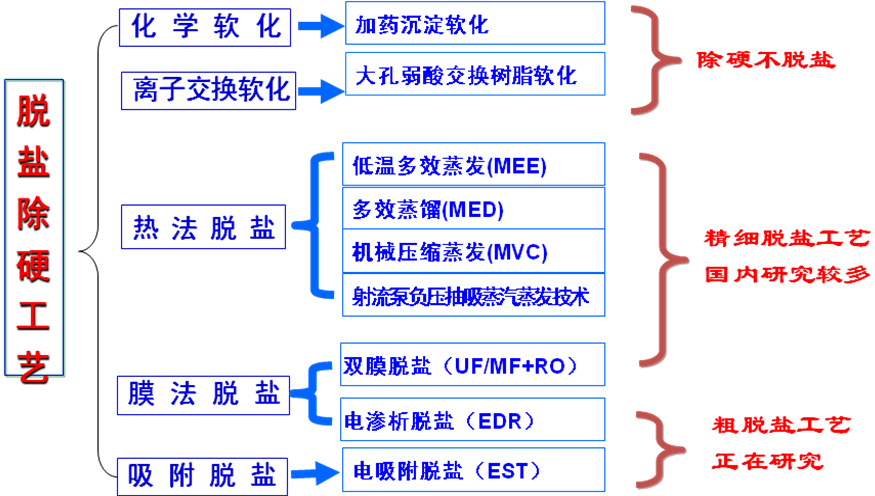 脱盐除硬工艺
化学软化
加药沉淀软化
离子交换软化
大孔弱酸交换树脂软化
除硬不脱盐
热法脱盐
低温多效蒸发(MEE)
多效蒸馏(MED)
机械压缩蒸发(MVC)
射流泵负压抽吸蒸汽蒸发技术
精细脱盐工艺
国内研究较多
膜法脱盐
双膜脱盐（UF/MF+RO）
电渗析脱盐（EDR）
吸附脱盐
电吸附脱盐（EST）
粗脱盐工艺
正在研究